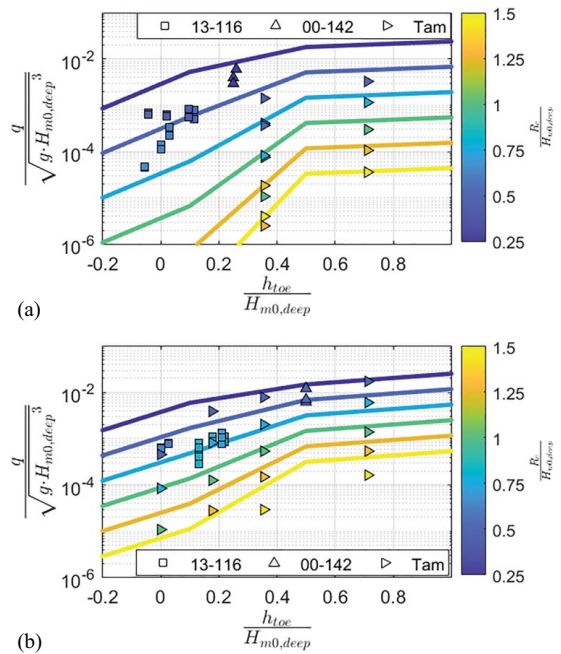 13-116 00-142 Tam
10^-2
10^-4
10^-6
q
√g·H_m0,deep^3
-0.2 0 0.2 0.4 0.6 0.8
h_toe
H_m0,deep
1.5
1.25
1
0.75
0.5
0.25
R_c
H_m0,deep
(a)
10^-2
10^-4
10^-6
q
√g·H_m0,deep^3
13-116 00-142 Tam
-0.2 0 0.2 0.4 0.6 0.8
h_toe
H_m0,deep
1.5
1.25
1
0.75
0.5
0.25
R_c
H_m0,deep
(b)